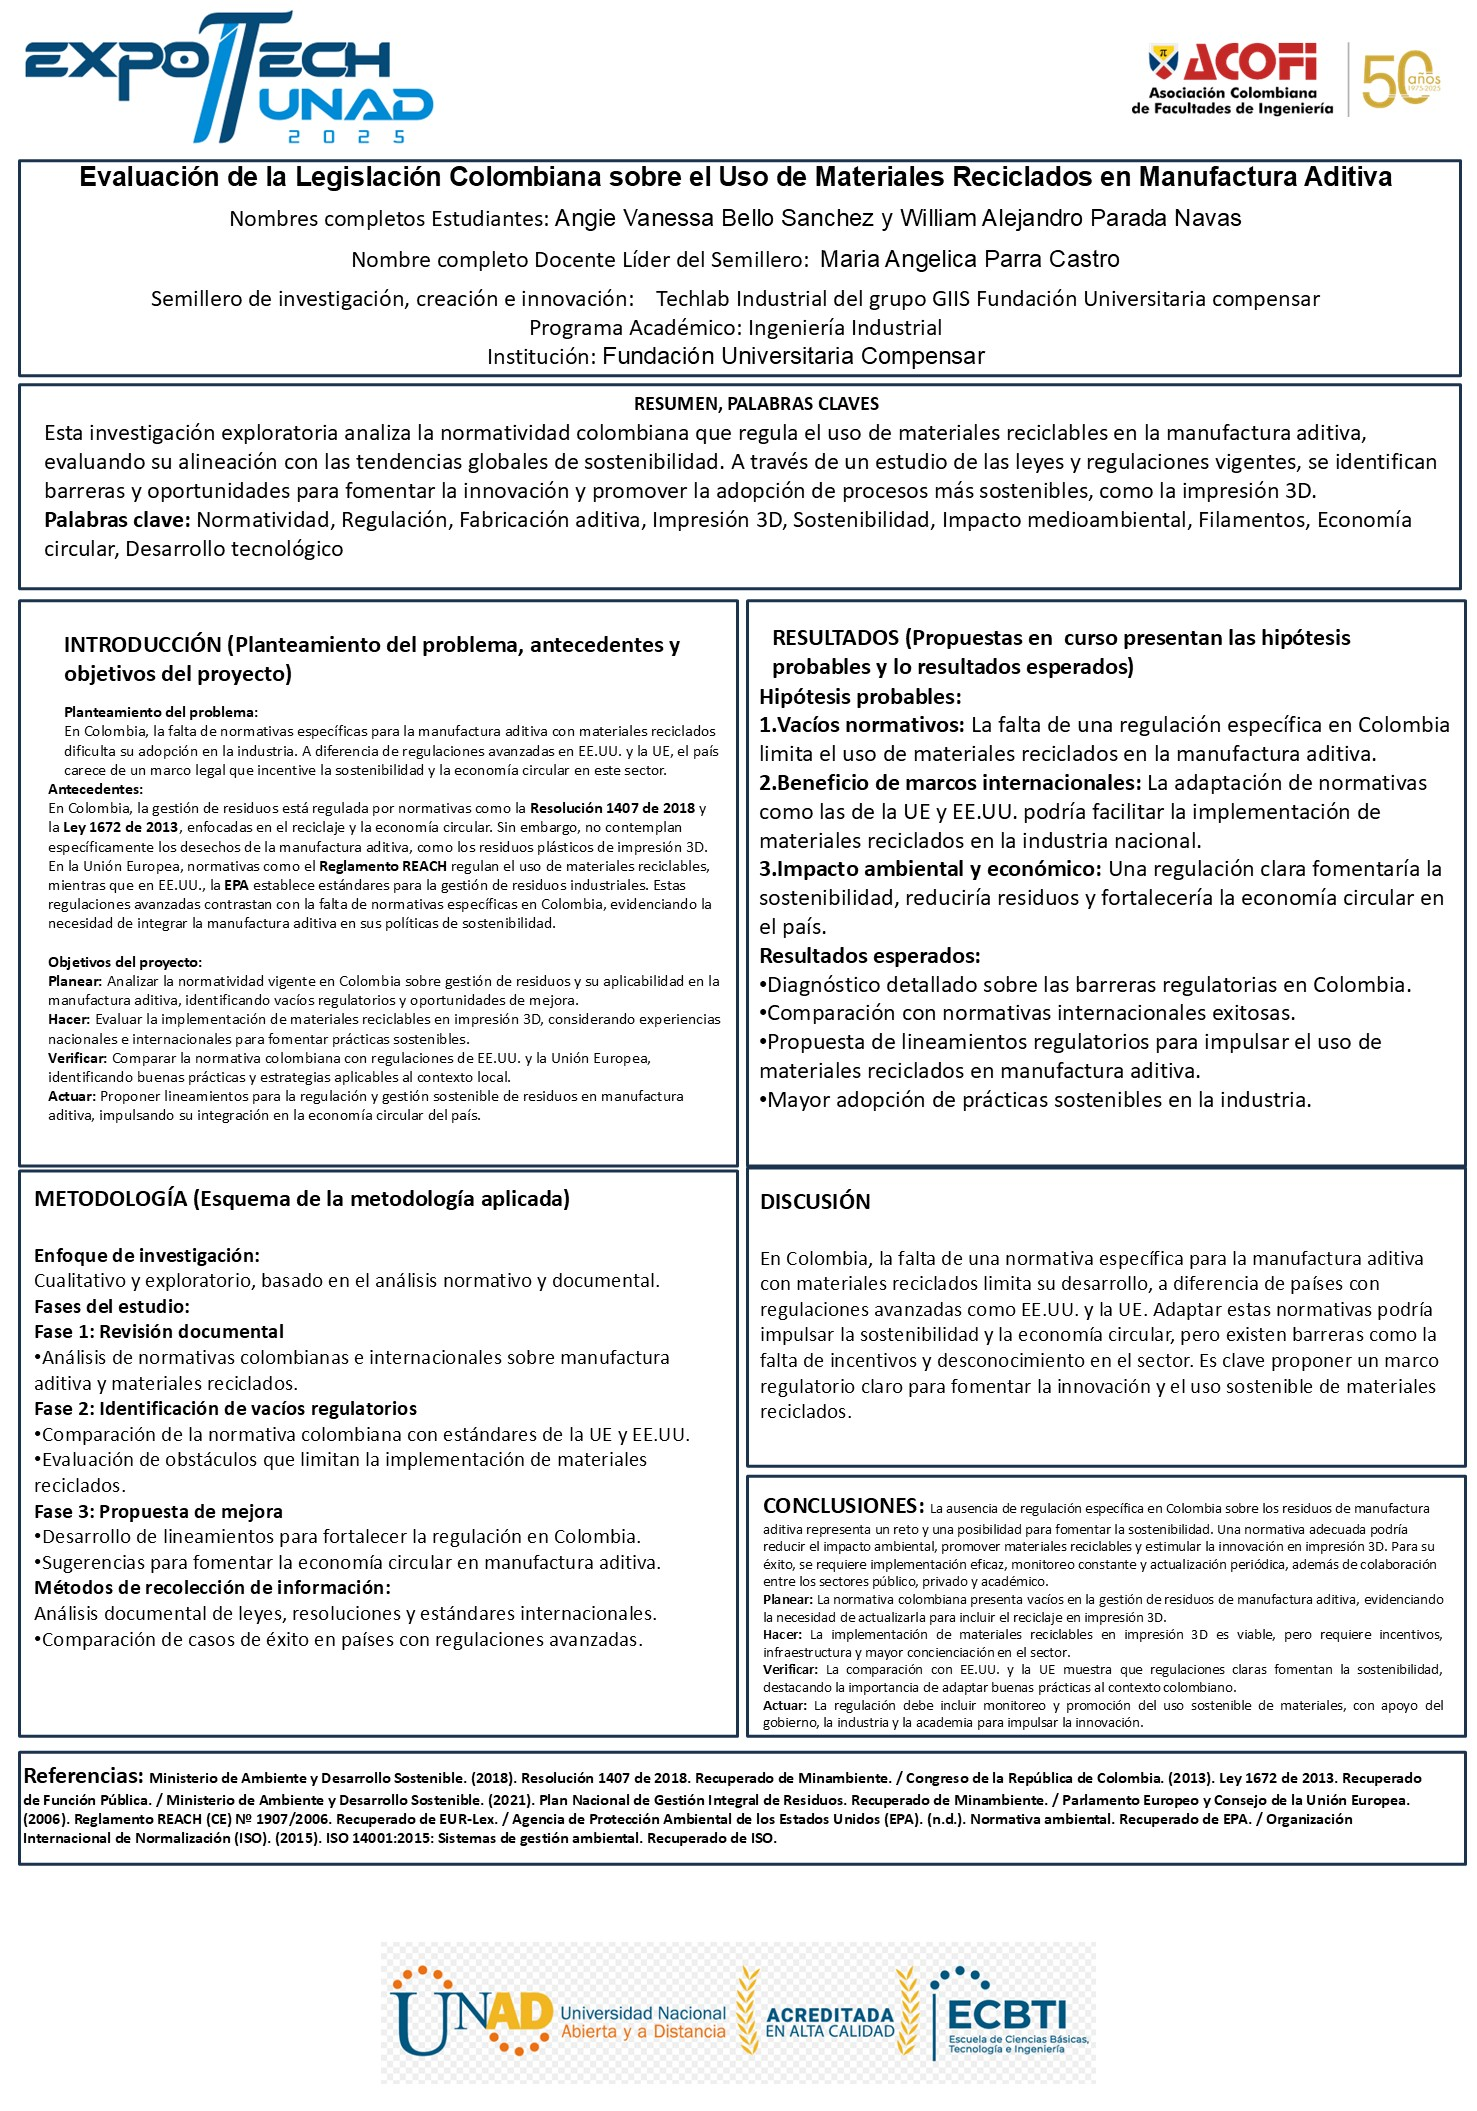 EXPOTECH
UNAD
2025
π
ACOFI
Asociación Colombiana
de Facultades de Ingeniería
50 años
1975-2025
Evaluación de la Legislación Colombiana sobre el Uso de Materiales Reciclados en Manufactura Aditiva
Nombres completos Estudiantes: Angie Vanessa Bello Sanchez y William Alejandro Parada Navas
Nombre completo Docente Líder del Semillero: Maria Angelica Parra Castro
Semillero de investigación, creación e innovación: Techlab Industrial del grupo GIIS Fundación Universitaria compensar
Programa Académico: Ingeniería Industrial
Institución: Fundación Universitaria Compensar
RESUMEN, PALABRAS CLAVES
Esta investigación exploratoria analiza la normatividad colombiana que regula el uso de materiales reciclables en la manufactura aditiva,
evaluando su alineación con las tendencias globales de sostenibilidad. A través de un estudio de las leyes y regulaciones vigentes, se identifican
barreras y oportunidades para fomentar la innovación y promover la adopción de procesos más sostenibles, como la impresión 3D.
Palabras clave: Normatividad, Regulación, Fabricación aditiva, Impresión 3D, Sostenibilidad, Impacto medioambiental, Filamentos, Economía
circular, Desarrollo tecnológico
INTRODUCCIÓN (Planteamiento del problema, antecedentes y
objetivos del proyecto)
Planteamiento del problema:
En Colombia, la falta de normativas específicas para la manufactura aditiva con materiales reciclados
dificulta su adopción en la industria. A diferencia de regulaciones avanzadas en EE.UU. y la UE, el país
carece de un marco legal que incentive la sostenibilidad y la economía circular en este sector.
Antecedentes:
En Colombia, la gestión de residuos está regulada por normativas como la Resolución 1407 de 2018 y
la Ley 1672 de 2013, enfocadas en el reciclaje y la economía circular. Sin embargo, no contemplan
específicamente los desechos de la manufactura aditiva, como los residuos plásticos de impresión 3D.
En la Unión Europea, normativas como el Reglamento REACH regulan el uso de materiales reciclables,
mientras que en EE.UU., la EPA establece estándares para la gestión de residuos industriales. Estas
regulaciones avanzadas contrastan con la falta de normativas específicas en Colombia, evidenciando la
necesidad de integrar la manufactura aditiva en sus políticas de sostenibilidad.
Objetivos del proyecto:
Planear: Analizar la normatividad vigente en Colombia sobre gestión de residuos y su aplicabilidad en la
manufactura aditiva, identificando vacíos regulatorios y oportunidades de mejora.
Hacer: Evaluar la implementación de materiales reciclables en impresión 3D, considerando experiencias
nacionales e internacionales para fomentar prácticas sostenibles.
Verificar: Comparar la normativa colombiana con regulaciones de EE.UU. y la Unión Europea,
identificando buenas prácticas y estrategias aplicables al contexto local.
Actuar: Proponer lineamientos para la regulación y gestión sostenible de residuos en manufactura
aditiva, impulsando su integración en la economía circular del país.
RESULTADOS (Propuestas en curso presentan las hipótesis
probables y lo resultados esperados)
Hipótesis probables:
1.Vacíos normativos: La falta de una regulación específica en Colombia
limita el uso de materiales reciclados en la manufactura aditiva.
2.Beneficio de marcos internacionales: La adaptación de normativas
como las de la UE y EE.UU. podría facilitar la implementación de
materiales reciclados en la industria nacional.
3.Impacto ambiental y económico: Una regulación clara fomentaría la
sostenibilidad, reduciría residuos y fortalecería la economía circular en
el país.
Resultados esperados:
•Diagnóstico detallado sobre las barreras regulatorias en Colombia.
•Comparación con normativas internacionales exitosas.
•Propuesta de lineamientos regulatorios para impulsar el uso de
materiales reciclados en manufactura aditiva.
•Mayor adopción de prácticas sostenibles en la industria.
METODOLOGÍA (Esquema de la metodología aplicada)
Enfoque de investigación:
Cualitativo y exploratorio, basado en el análisis normativo y documental.
Fases del estudio:
Fase 1: Revisión documental
•Análisis de normativas colombianas e internacionales sobre manufactura
aditiva y materiales reciclados.
Fase 2: Identificación de vacíos regulatorios
•Comparación de la normativa colombiana con estándares de la UE y EE.UU.
•Evaluación de obstáculos que limitan la implementación de materiales
reciclados.
Fase 3: Propuesta de mejora
•Desarrollo de lineamientos para fortalecer la regulación en Colombia.
•Sugerencias para fomentar la economía circular en manufactura aditiva.
Métodos de recolección de información:
Análisis documental de leyes, resoluciones y estándares internacionales.
•Comparación de casos de éxito en países con regulaciones avanzadas.
DISCUSIÓN
En Colombia, la falta de una normativa específica para la manufactura aditiva
con materiales reciclados limita su desarrollo, a diferencia de países con
regulaciones avanzadas como EE.UU. y la UE. Adaptar estas normativas podría
impulsar la sostenibilidad y la economía circular, pero existen barreras como la
falta de incentivos y desconocimiento en el sector. Es clave proponer un marco
regulatorio claro para fomentar la innovación y el uso sostenible de materiales
reciclados.
CONCLUSIONES: La ausencia de regulación específica en Colombia sobre los residuos de manufactura
aditiva representa un reto y una posibilidad para fomentar la sostenibilidad. Una normativa adecuada podría
reducir el impacto ambiental, promover materiales reciclables y estimular la innovación en impresión 3D. Para su
éxito, se requiere implementación eficaz, monitoreo constante y actualización periódica, además de colaboración
entre los sectores público, privado y académico.
Planear: La normativa colombiana presenta vacíos en la gestión de residuos de manufactura aditiva, evidenciando
la necesidad de actualizarla para incluir el reciclaje en impresión 3D.
Hacer: La implementación de materiales reciclables en impresión 3D es viable, pero requiere incentivos,
infraestructura y mayor concienciación en el sector.
Verificar: La comparación con EE.UU. y la UE muestra que regulaciones claras fomentan la sostenibilidad,
destacando la importancia de adaptar buenas prácticas al contexto colombiano.
Actuar: La regulación debe incluir monitoreo y promoción del uso sostenible de materiales, con apoyo del
gobierno, la industria y la academia para impulsar la innovación.
Referencias: Ministerio de Ambiente y Desarrollo Sostenible. (2018). Resolución 1407 de 2018. Recuperado de Minambiente. / Congreso de la República de Colombia. (2013). Ley 1672 de 2013. Recuperado
de Función Pública. / Ministerio de Ambiente y Desarrollo Sostenible. (2021). Plan Nacional de Gestión Integral de Residuos. Recuperado de Minambiente. / Parlamento Europeo y Consejo de la Unión Europea.
(2006). Reglamento REACH (CE) Nº 1907/2006. Recuperado de EUR-Lex. / Agencia de Protección Ambiental de los Estados Unidos (EPA). (n.d.). Normativa ambiental. Recuperado de EPA. / Organización
Internacional de Normalización (ISO). (2015). ISO 14001:2015: Sistemas de gestión ambiental. Recuperado de ISO.
UNAD
Universidad Nacional
Abierta y a Distancia
ACREDITADA
EN ALTA CALIDAD
ECBTI
Escuela de Ciencias Básicas,
Tecnología e Ingeniería